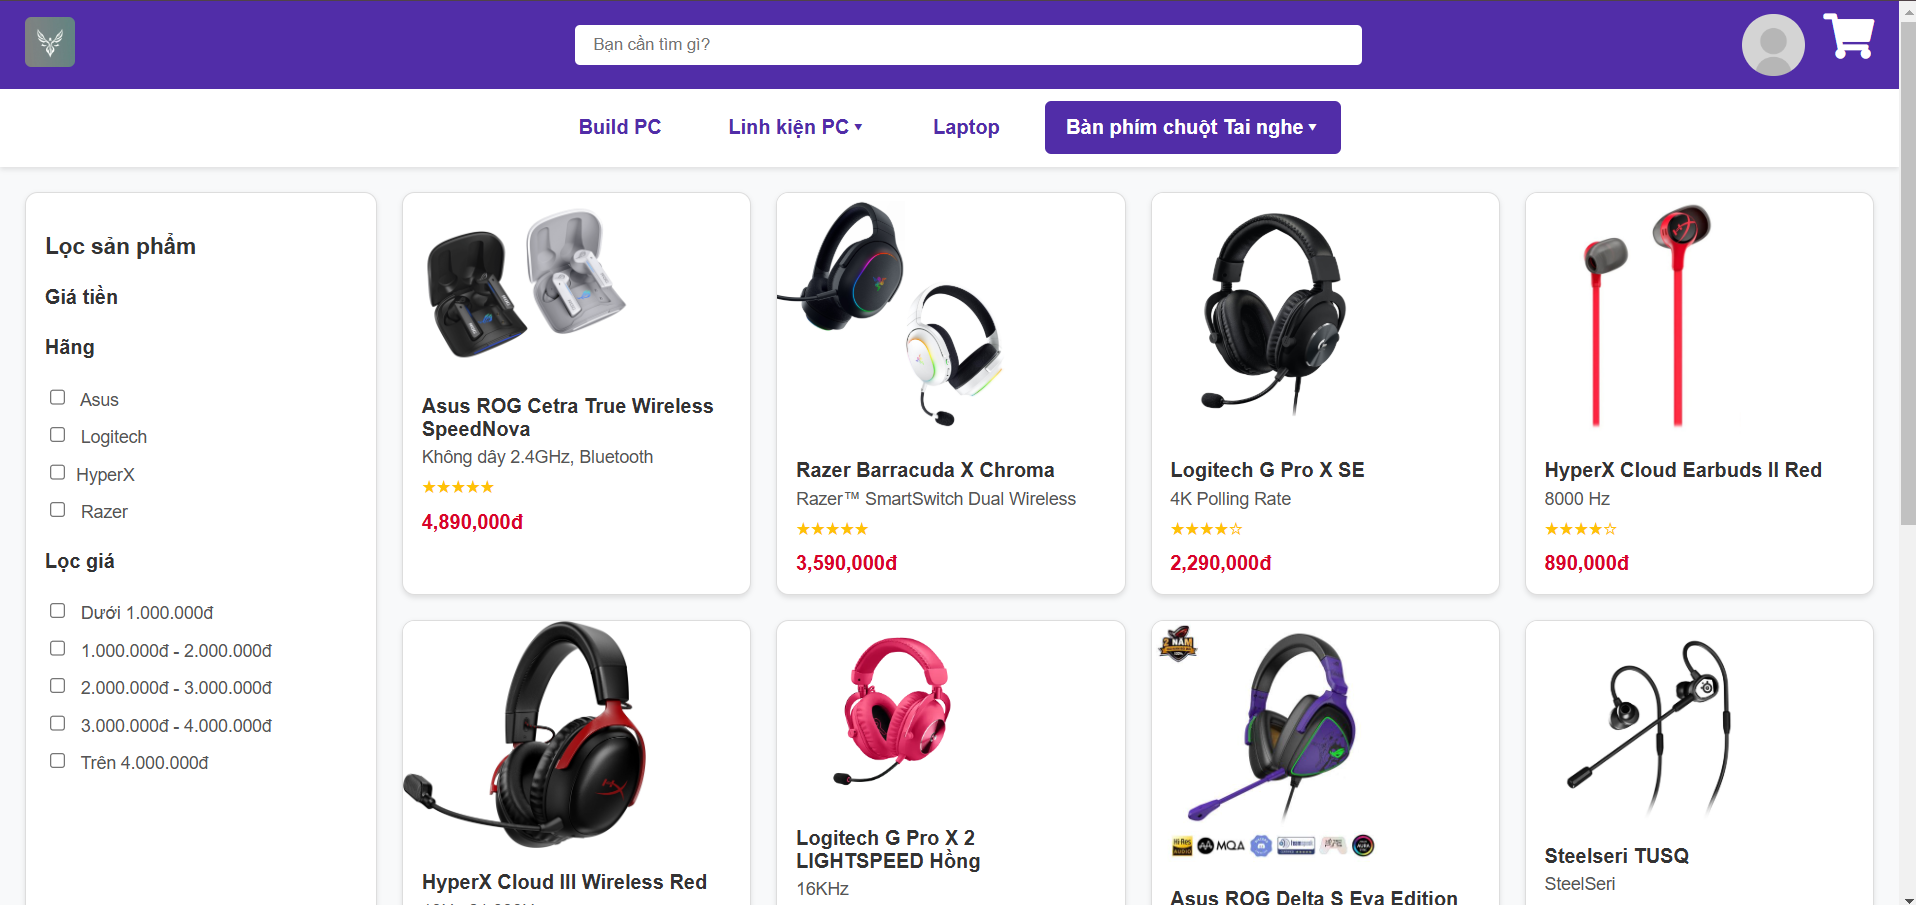 Bạn cần tìm gì?
Build PC
Linh kiện PC ▾
Laptop
Bàn phím chuột Tai nghe ▾
Lọc sản phẩm
Giá tiền
Hãng
Asus
Logitech
HyperX
Razer
Lọc giá
Dưới 1.000.000đ
1.000.000đ - 2.000.000đ
2.000.000đ - 3.000.000đ
3.000.000đ - 4.000.000đ
Trên 4.000.000đ
Asus ROG Cetra True Wireless
SpeedNova
Không dây 2.4GHz, Bluetooth
★★★★★
4,890,000đ
Razer Barracuda X Chroma
Razer™ SmartSwitch Dual Wireless
★★★★★
3,590,000đ
Logitech G Pro X SE
4K Polling Rate
★★★★☆
2,290,000đ
HyperX Cloud Earbuds II Red
8000 Hz
★★★★☆
890,000đ
HyperX Cloud III Wireless Red
Logitech G Pro X 2
LIGHTSPEED Hồng
16KHz
2 NĂM
Hi-Res
AUDIO
MQA
Asus ROG Delta S Eva Edition
Steelseri TUSQ
SteelSeri